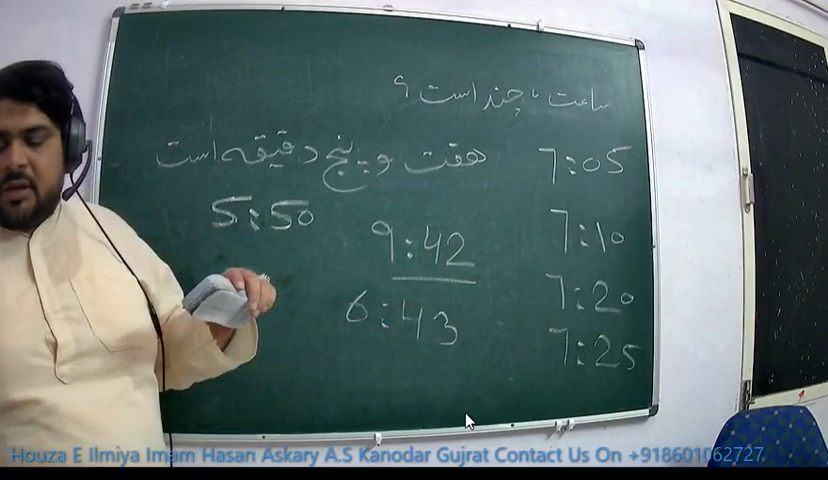 ساعت چند است ؟
هفت و پنج دقیقه است
7:05
5:50
7:10
9:42
7:20
6:43
7:25
Houza E Ilmiya Imam Hasan Askary A.S Kanodar Gujrat Contact Us On +918601062727